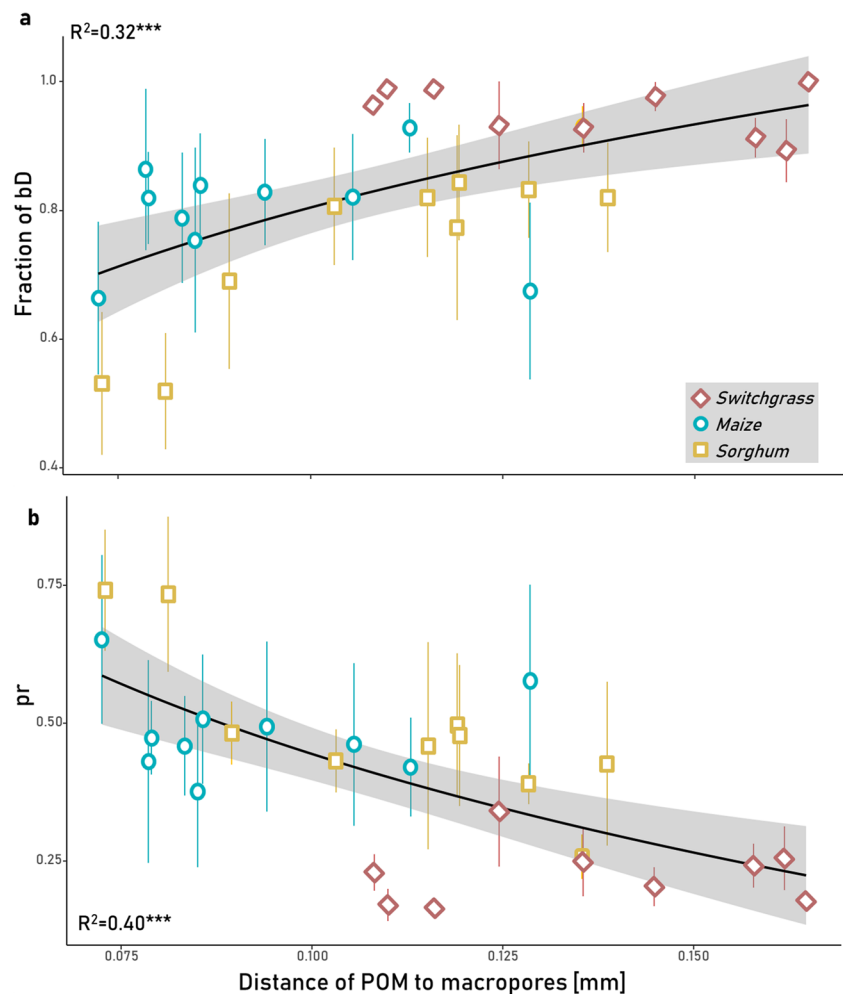 a
R²=0.32***
1.0
0.8
0.6
0.4
Fraction of bD
Switchgrass
Maize
Sorghum
b
0.75
0.50
0.25
pr
R²=0.40***
0.075 0.100 0.125 0.150
Distance of POM to macropores [mm]